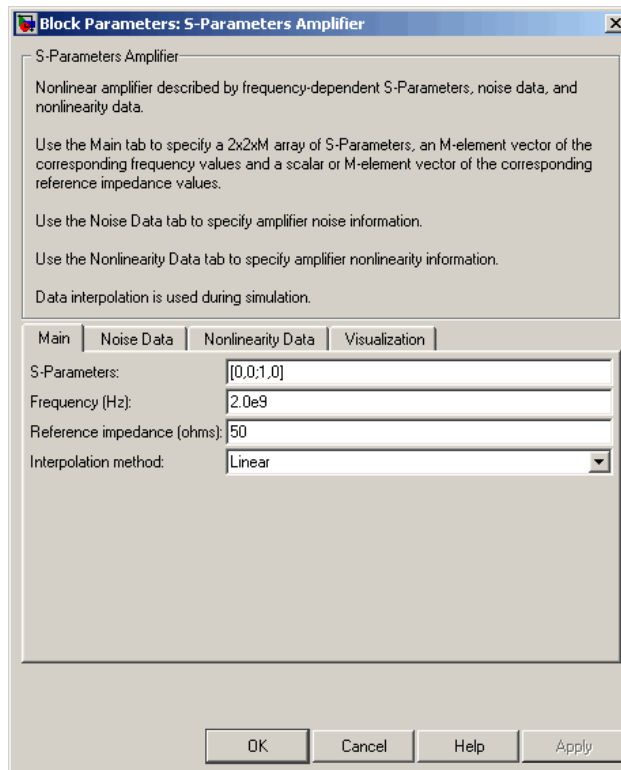 Block Parameters: S-Parameters Amplifier
S-Parameters Amplifier
Nonlinear amplifier described by frequency-dependent S-Parameters, noise data, and
nonlinearity data.
Use the Main tab to specify a 2x2xM array of S-Parameters, an M-element vector of the
corresponding frequency values and a scalar or M-element vector of the corresponding
reference impedance values.
Use the Noise Data tab to specify amplifier noise information.
Use the Nonlinearity Data tab to specify amplifier nonlinearity information.
Data interpolation is used during simulation.
Main Noise Data Nonlinearity Data Visualization
S-Parameters: [0,0;1,0]
Frequency (Hz): 2.0e9
Reference impedance (ohms): 50
Interpolation method: Linear
OK Cancel Help Apply